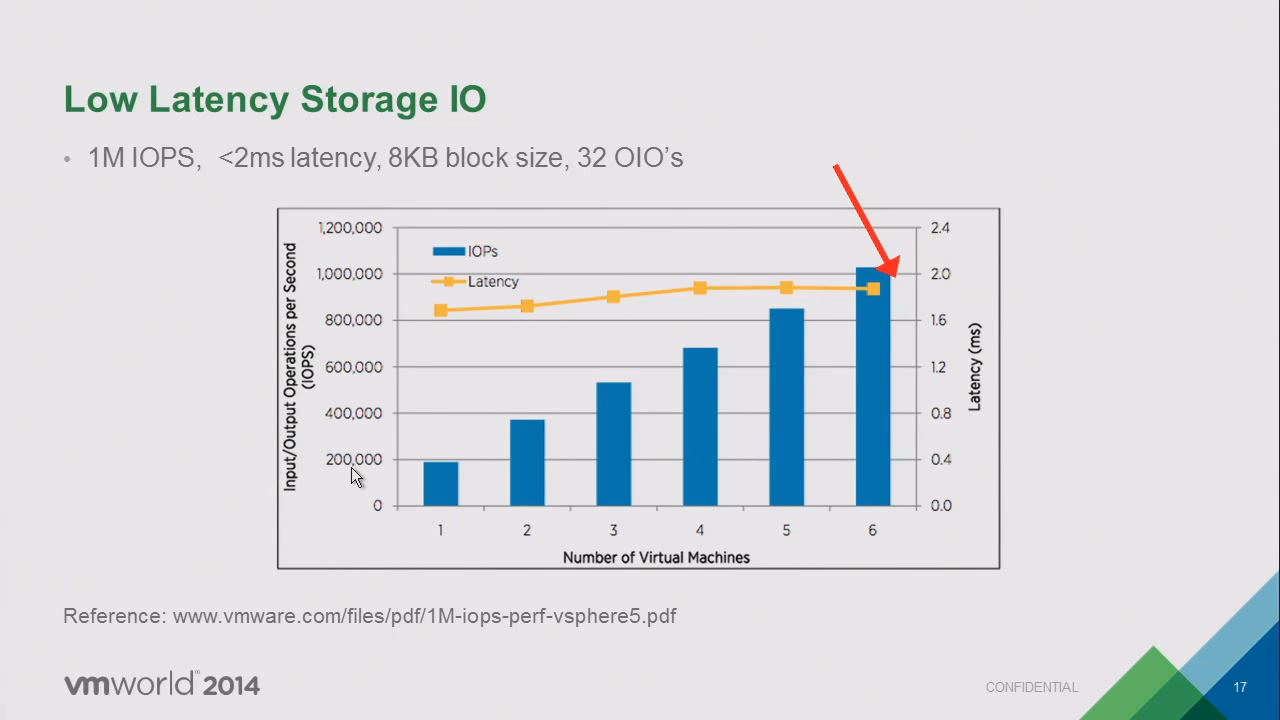 Low Latency Storage IO
• 1M IOPS, <2ms latency, 8KB block size, 32 OIO's
Input/Output Operations per Second
(IOPS)
1,200,000
1,000,000
800,000
600,000
400,000
200,000
0
IOPs
Latency
2.4
2.0
1.6
1.2
0.8
0.4
0.0
Latency (ms)
1 2 3 4 5 6
Number of Virtual Machines
Reference: www.vmware.com/files/pdf/1M-iops-perf-vsphere5.pdf
vmworld™ 2014
CONFIDENTIAL
17